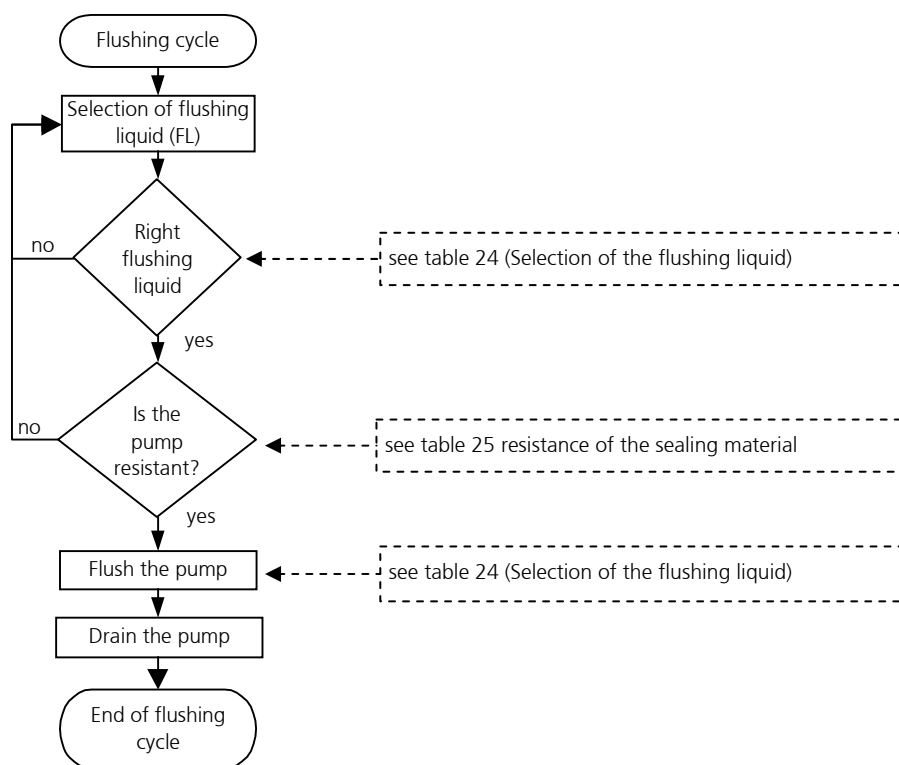 Flushing cycle
Selection of flushing
liquid (FL)
no
Right
flushing
liquid
see table 24 (Selection of the flushing liquid)
yes
no
Is the
pump
resistant?
see table 25 resistance of the sealing material
yes
Flush the pump
see table 24 (Selection of the flushing liquid)
Drain the pump
End of flushing
cycle